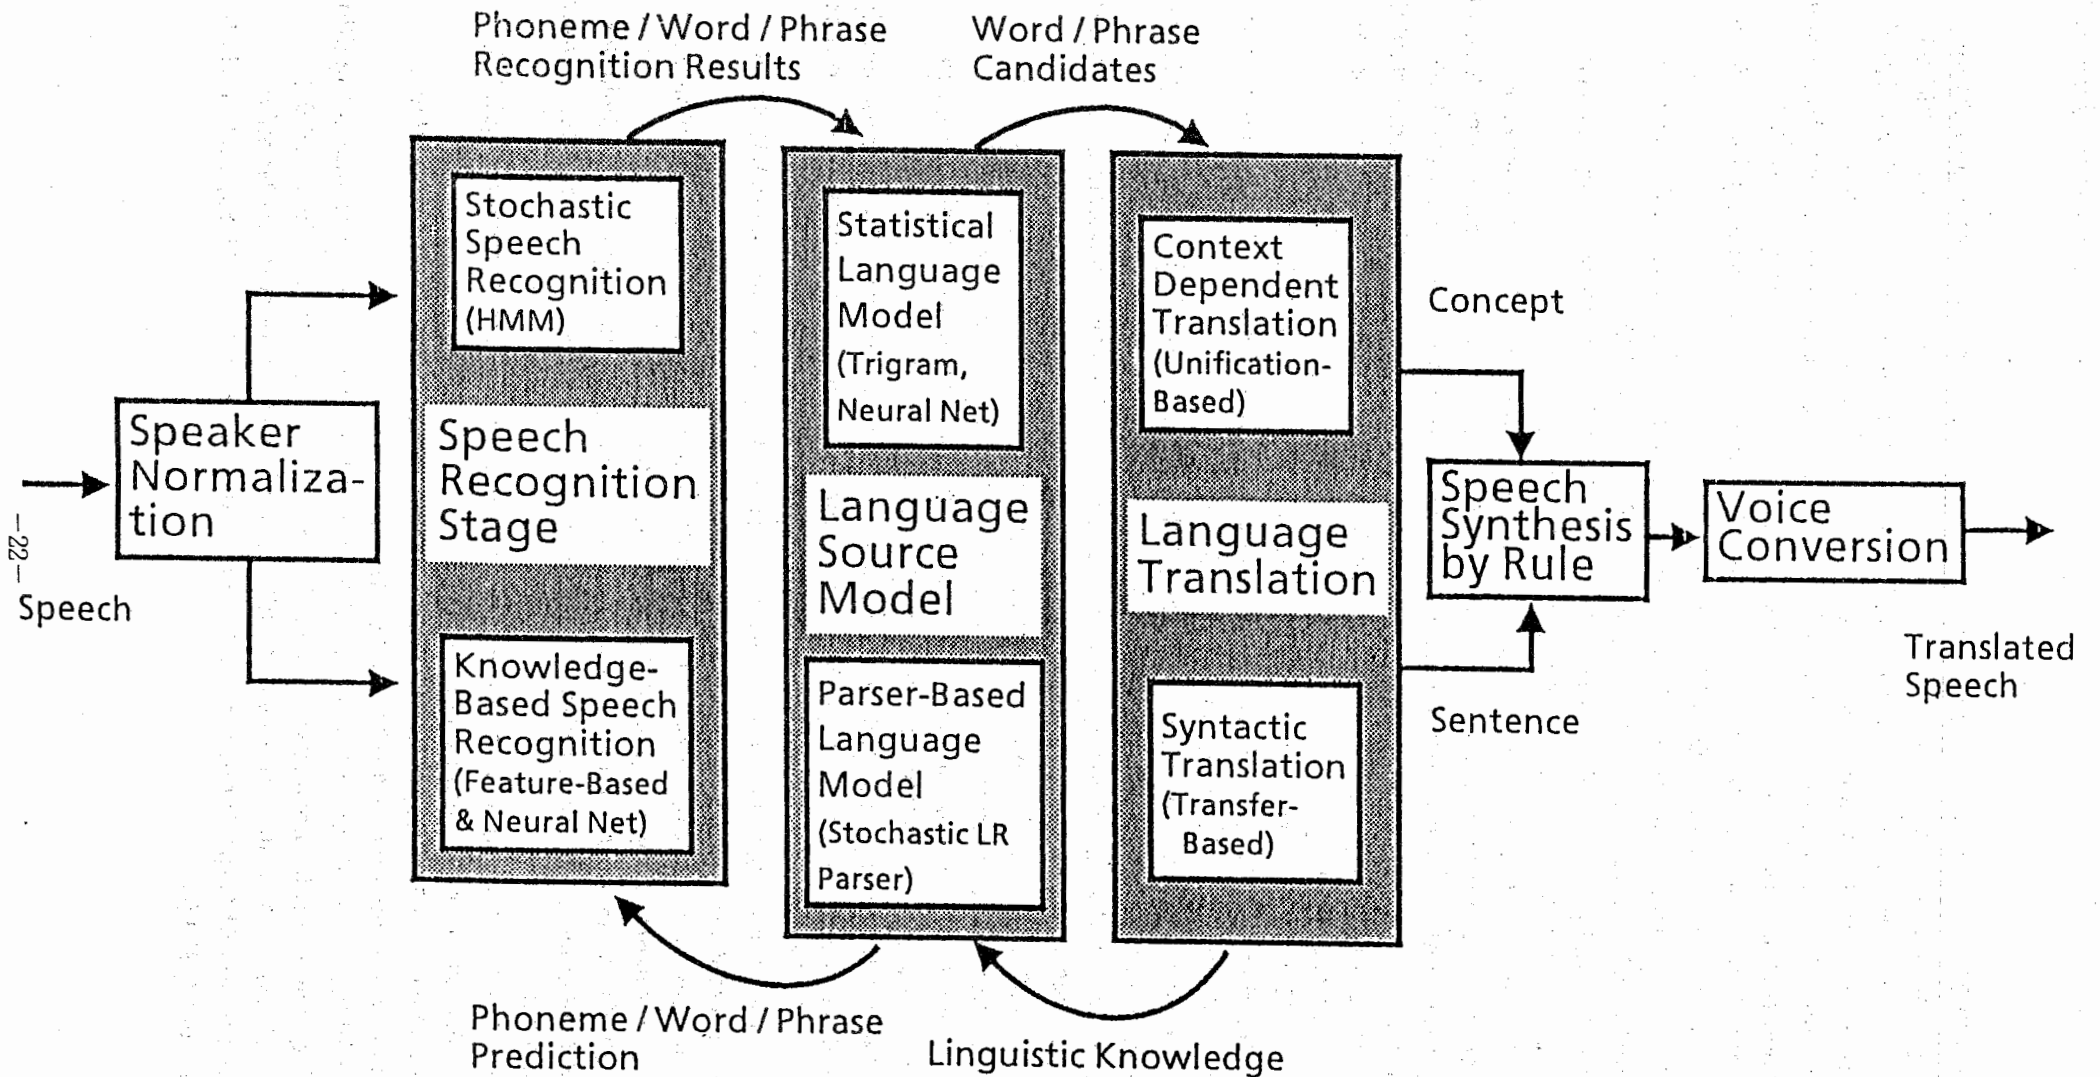 Phoneme / Word / Phrase
Recognition Results
Word / Phrase
Candidates
–22–
Speech
Speaker
Normaliza-
tion
Stochastic
Speech
Recognition
(HMM)
Speech
Recognition
Stage
Knowledge-
Based Speech
Recognition
(Feature-Based
& Neural Net)
Statistical
Language
Model
(Trigram,
Neural Net)
Language
Source
Model
Parser-Based
Language
Model
(Stochastic LR
Parser)
Context
Dependent
Translation
(Unification-
Based)
Language
Translation
Syntactic
Translation
(Transfer-
Based)
Concept
Sentence
Speech
Synthesis
by Rule
Voice
Conversion
Translated
Speech
Phoneme / Word / Phrase
Prediction
Linguistic Knowledge